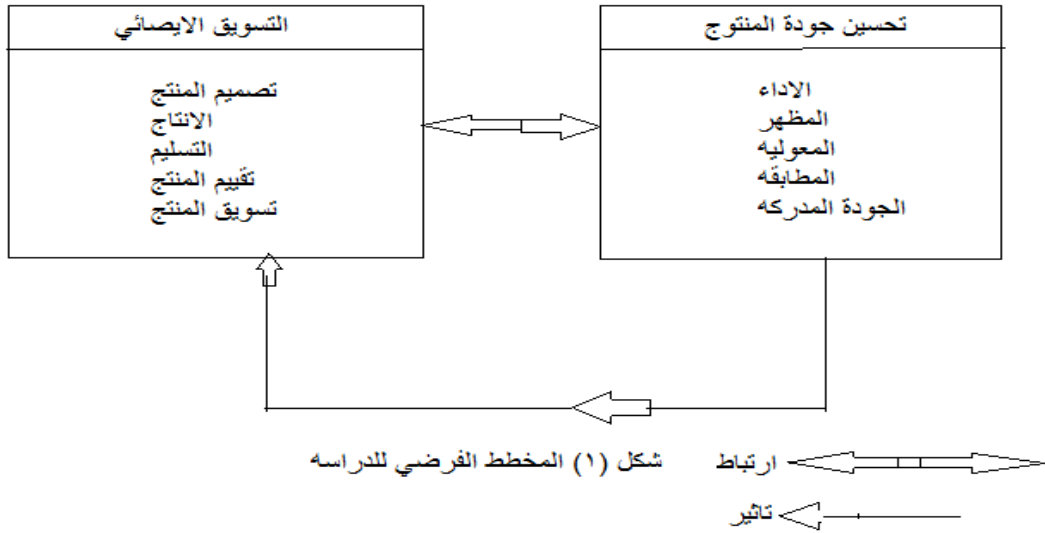 تحسين جودة المنتوج
الاداء
المظهر
المعوليه
المطابقه
الجودة المدركه
التسويق الايصائي
تصميم المنتج
الانتاج
التسليم
تقييم المنتج
تسويق المنتج
ارتباط
شكل (١) المخطط الفرضي للدراسه
تاثير